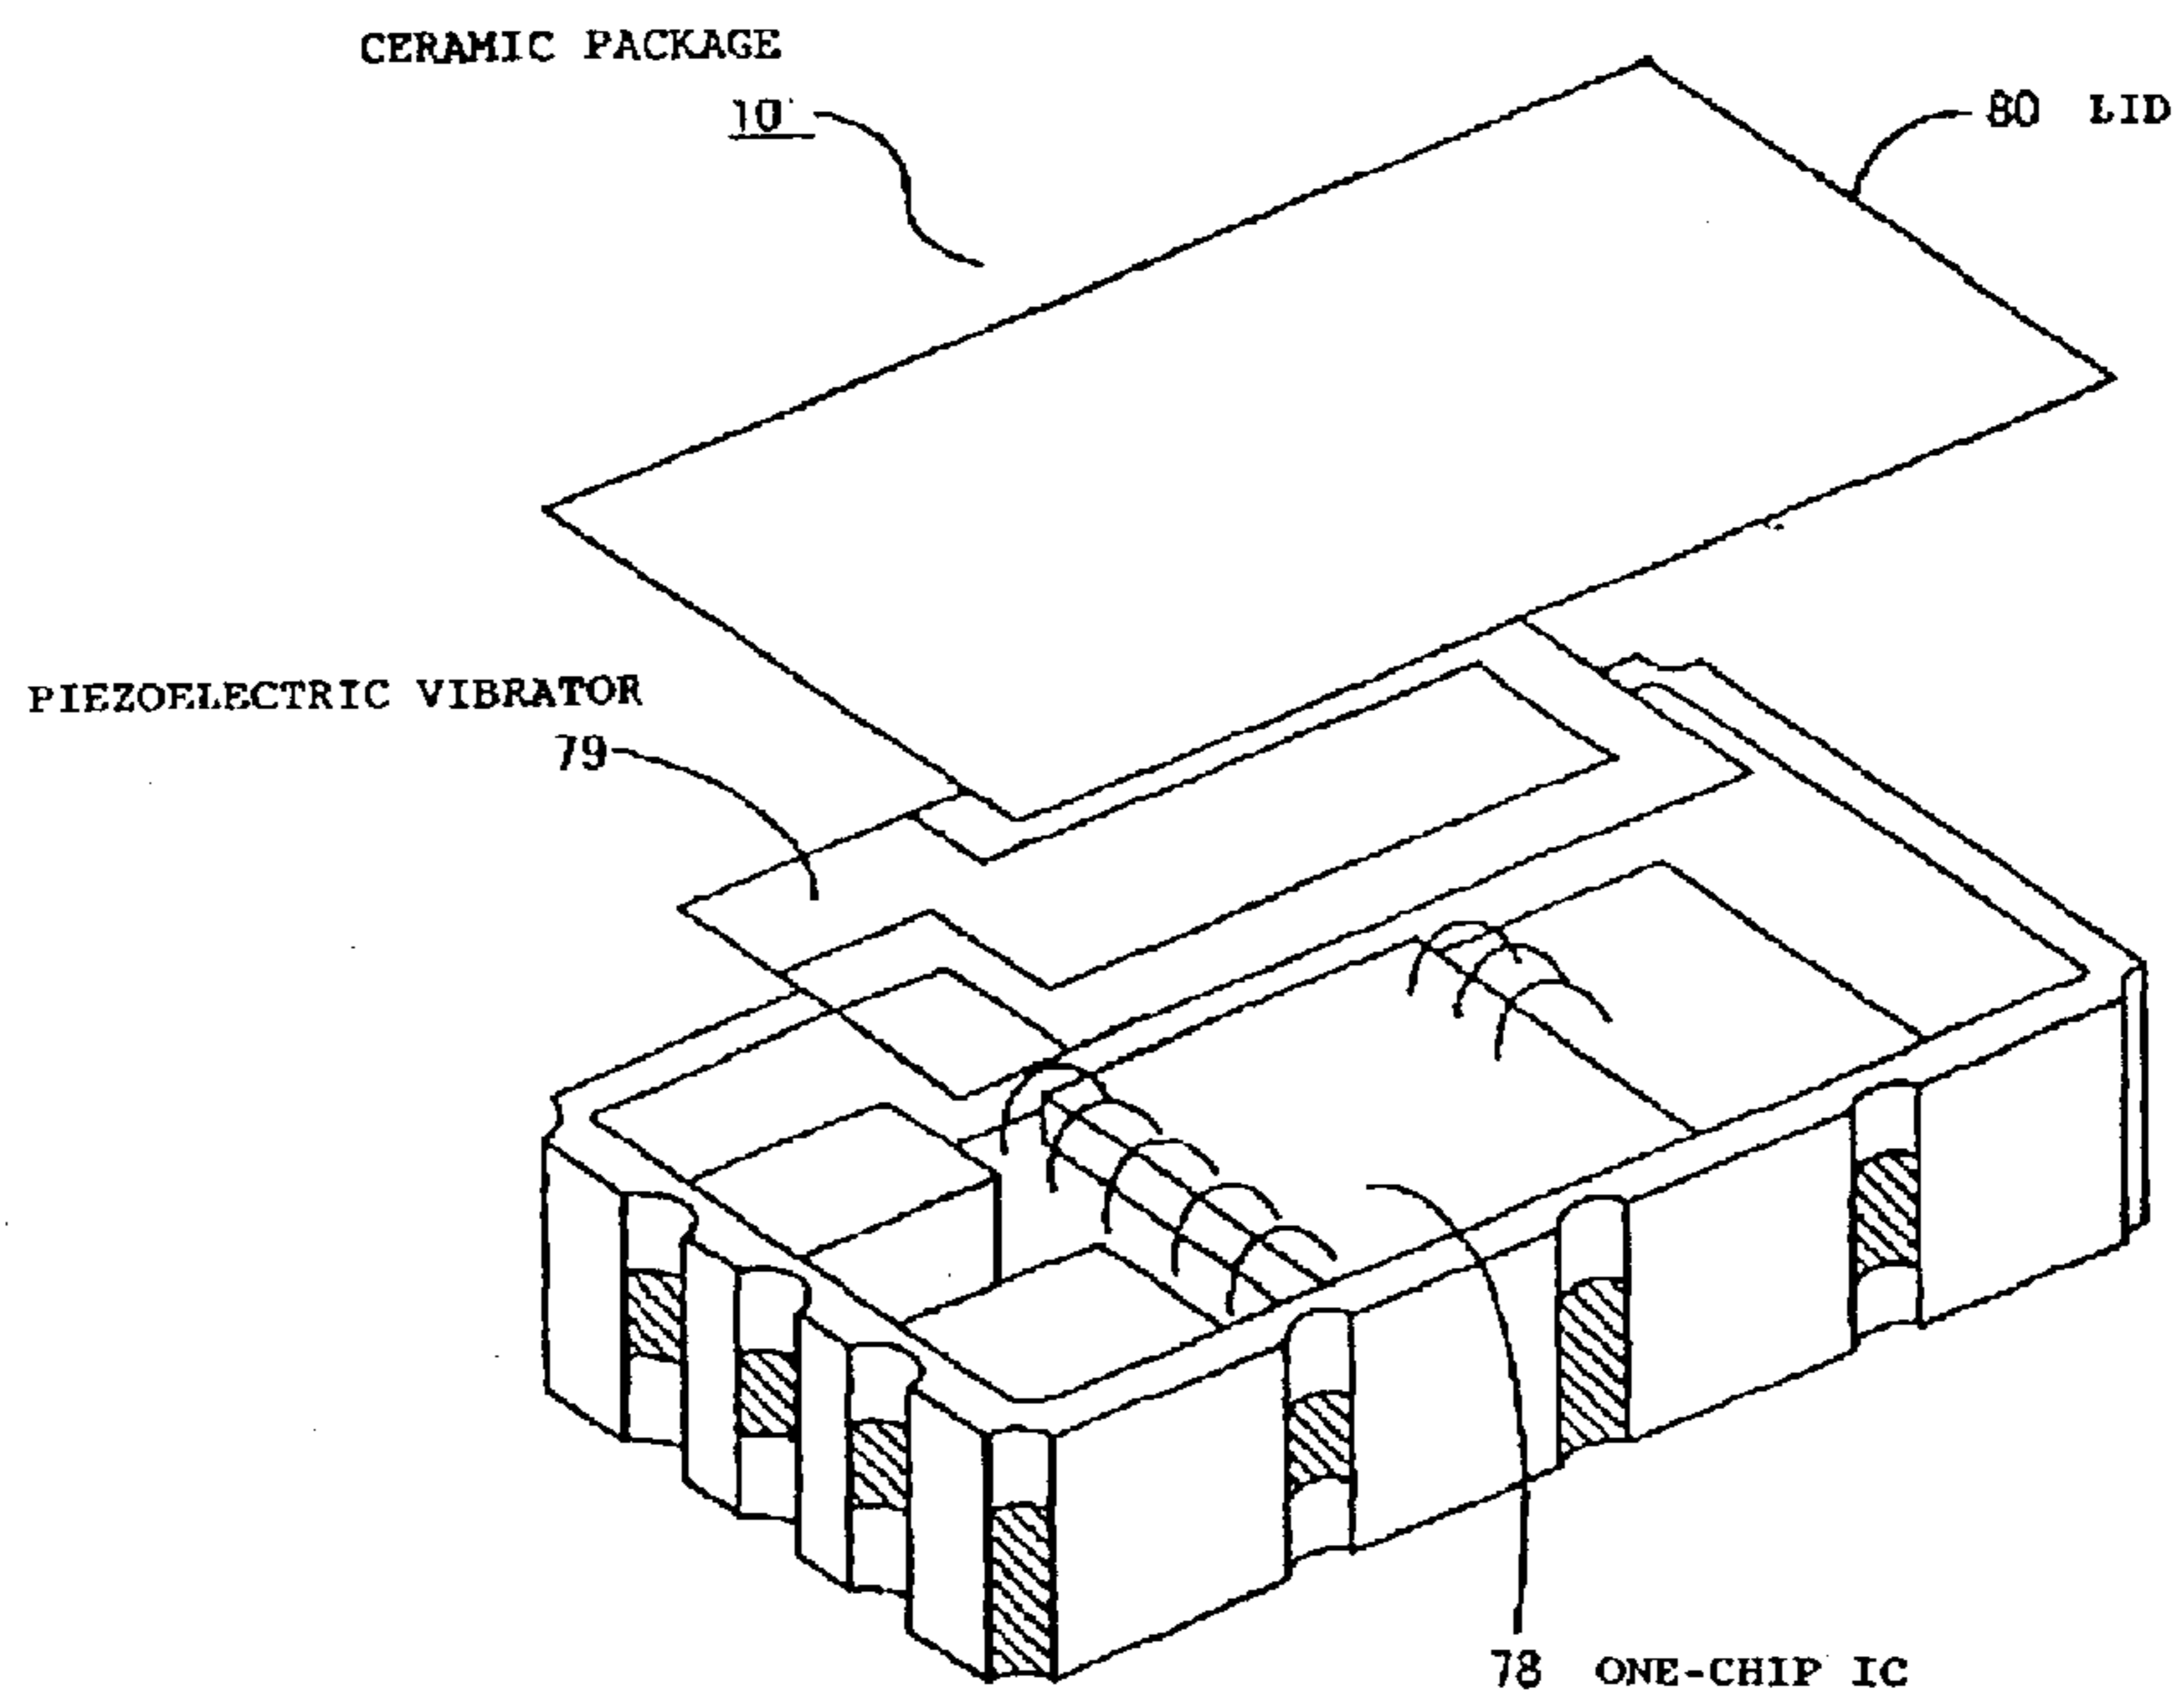 CERAMIC PACKAGE
10
80 LID
PIEZOELECTRIC VIBRATOR
79
78 ONE-CHIP IC